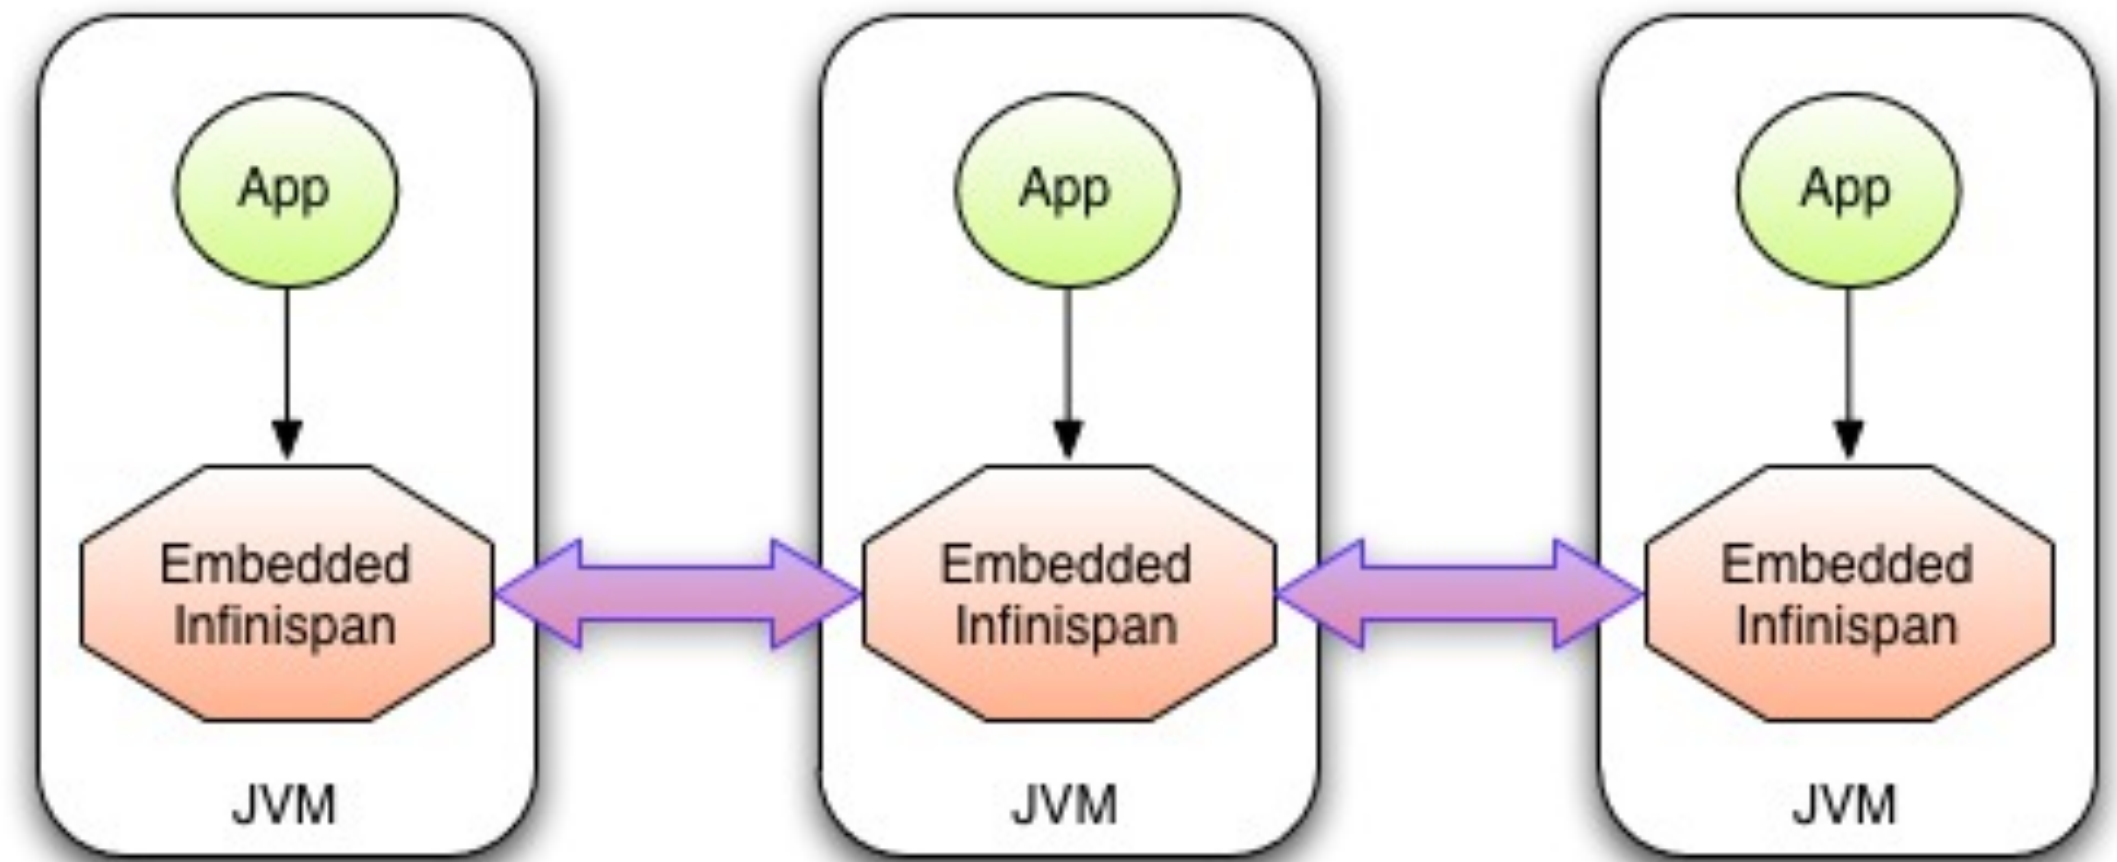 App
App
App
Embedded
Infinispan
Embedded
Infinispan
Embedded
Infinispan
JVM
JVM
JVM